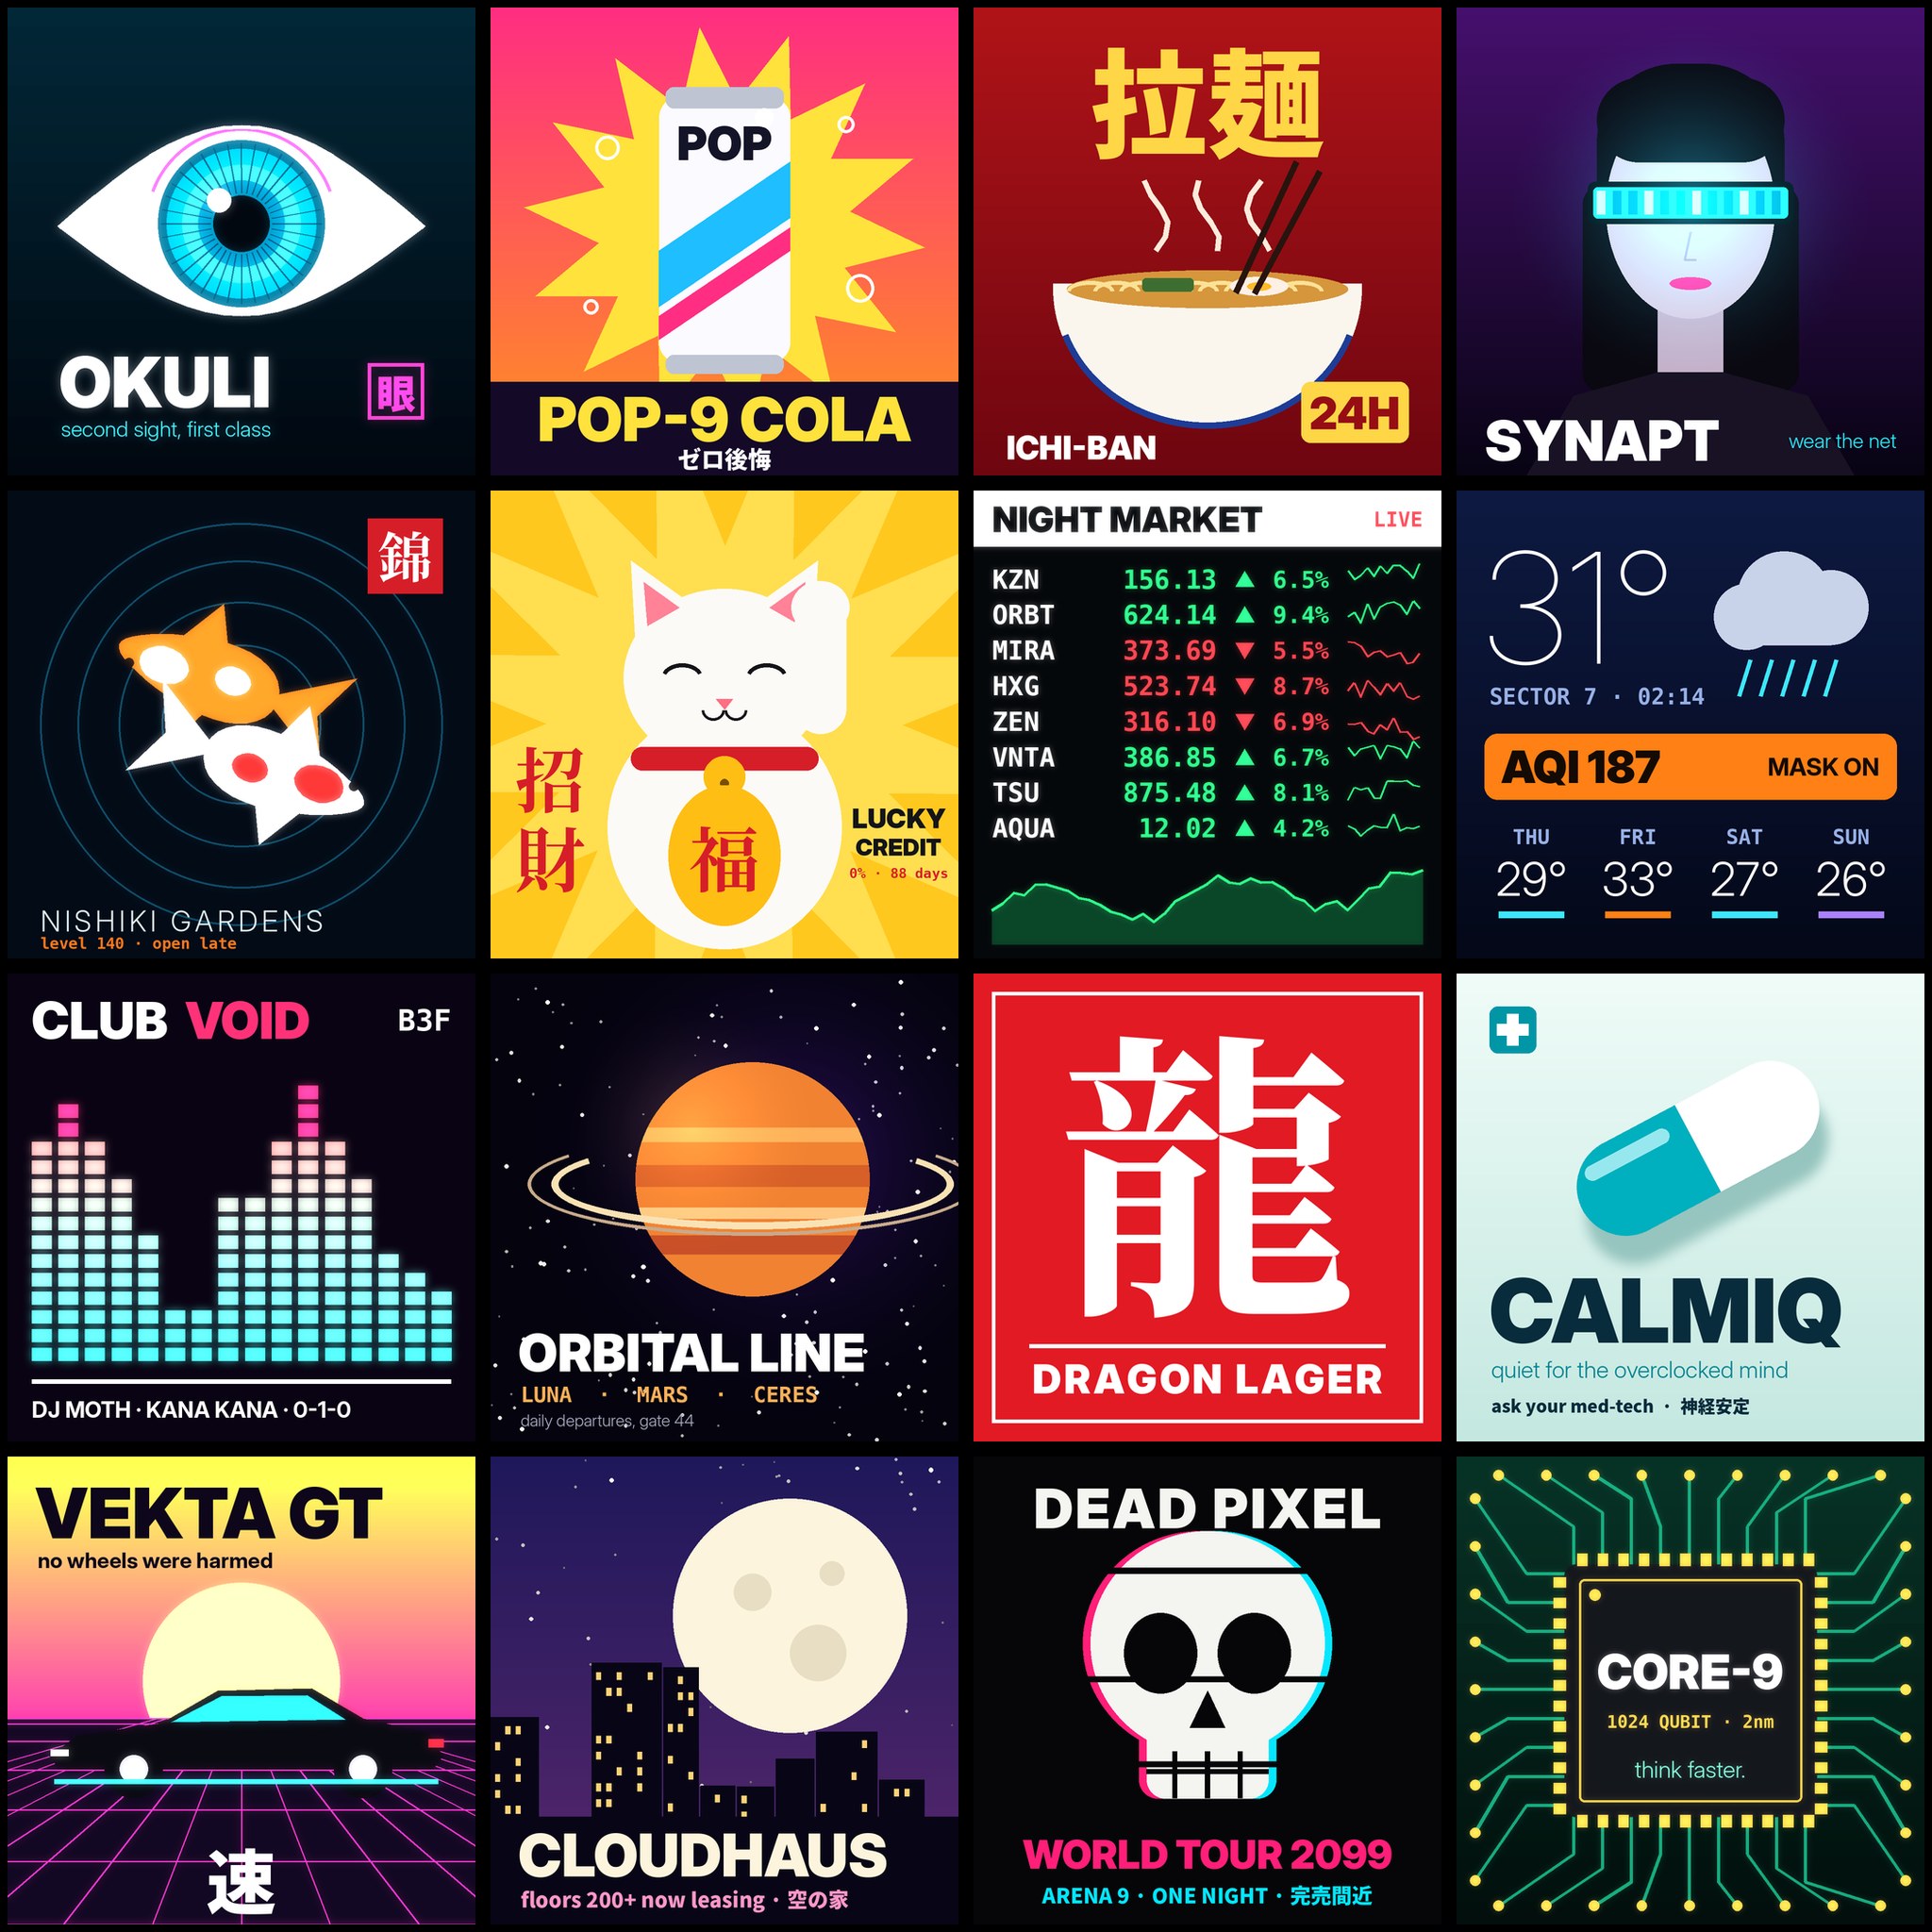 OKULI
眼
second sight, first class
POP
POP-9 COLA
ゼロ後悔
拉麺
24H
ICHI-BAN
SYNAPT
wear the net
錦
NISHIKI GARDENS
level 140 · open late
招財
福
LUCKY
CREDIT
0% · 88 days
NIGHT MARKET LIVE
KZN 156.13 ▲ 6.5%
ORBT 624.14 ▲ 9.4%
MIRA 373.69 ▼ 5.5%
HXG 523.74 ▼ 8.7%
ZEN 316.10 ▼ 6.9%
VNTA 386.85 ▲ 6.7%
TSU 875.48 ▲ 8.1%
AQUA 12.02 ▲ 4.2%
31°
SECTOR 7 · 02:14
AQI 187 MASK ON
THU FRI SAT SUN
29° 33° 27° 26°
CLUB VOID B3F
DJ MOTH · KANA KANA · 0-1-0
ORBITAL LINE
LUNA · MARS · CERES
daily departures, gate 44
龍
DRAGON LAGER
CALMIQ
quiet for the overclocked mind
ask your med-tech · 神経安定
VEKTA GT
no wheels were harmed
速
CLOUDHAUS
floors 200+ now leasing · 空の家
DEAD PIXEL
WORLD TOUR 2099
ARENA 9 · ONE NIGHT · 完売間近
CORE-9
1024 QUBIT · 2nm
think faster.